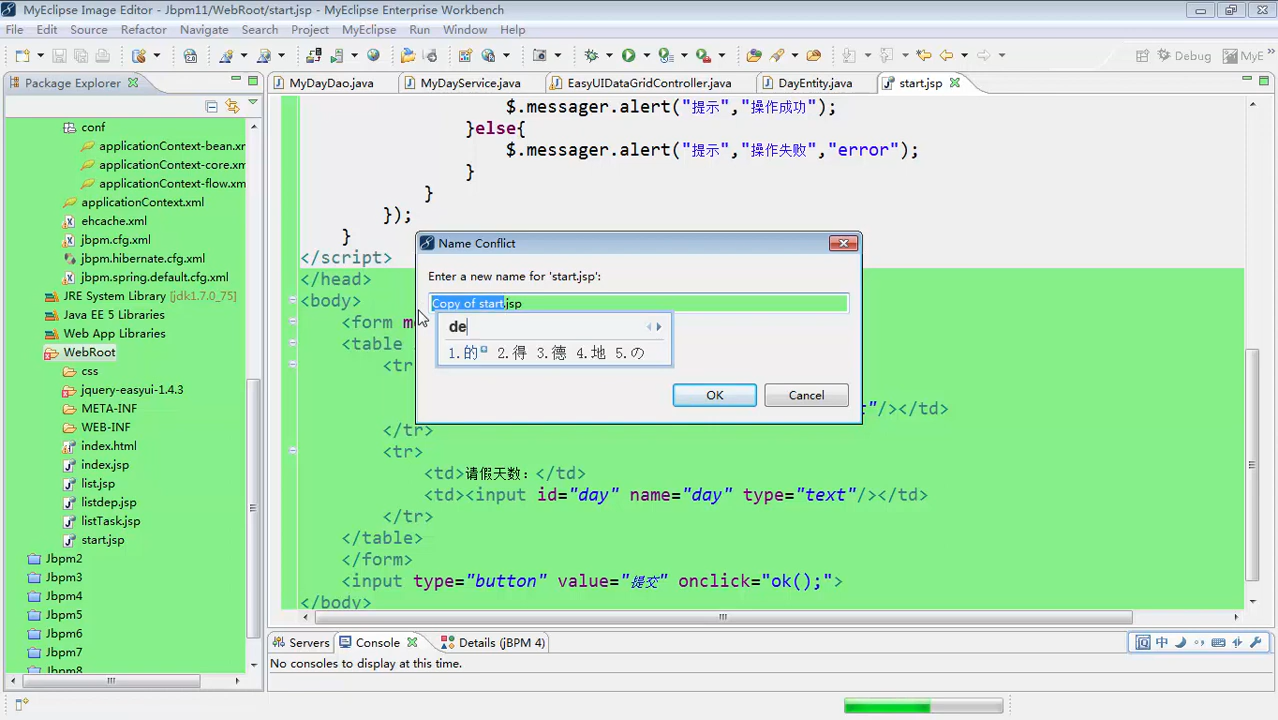 MyEclipse Image Editor - Jbpm11/WebRoot/start.jsp - MyEclipse Enterprise Workbench
File Edit Source Refactor Navigate Search Project MyEclipse Run Window Help
Debug MyE
Package Explorer
MyDayDao.java MyDayService.java EasyUIDataGridController.java DayEntity.java start.jsp
conf
applicationContext-bean.xr
applicationContext-core.xm
applicationContext-flow.xm
applicationContext.xml
ehcache.xml
jbpm.cfg.xml
jbpm.hibernate.cfg.xml
jbpm.spring.default.cfg.xml
JRE System Library [jdk1.7.0_75]
Java EE 5 Libraries
Web App Libraries
WebRoot
css
jquery-easyui-1.4.3
META-INF
WEB-INF
index.html
index.jsp
list.jsp
listdep.jsp
listTask.jsp
start.jsp
Jbpm2
Jbpm3
Jbpm4
Jbpm5
Jbpm6
Jbpm7
Jbpm8
$.messager.alert("提示","操作成功");
}else{
$.messager.alert("提示","操作失败","error");
}
}
});
}
</script>
</head>
<body>
<form m
<table
<tr
"/></td>
</tr>
<tr>
<td>请假天数：</td>
<td><input id="day" name="day" type="text"/></td>
</tr>
</table>
</form>
<input type="button" value="提交" onclick="ok();">
</body>
Name Conflict
Enter a new name for 'start.jsp':
Copy of start.jsp
de
1.的 2.得 3.德 4.地 5.の
OK Cancel
Servers Console Details (jBPM 4)
No consoles to display at this time.
中